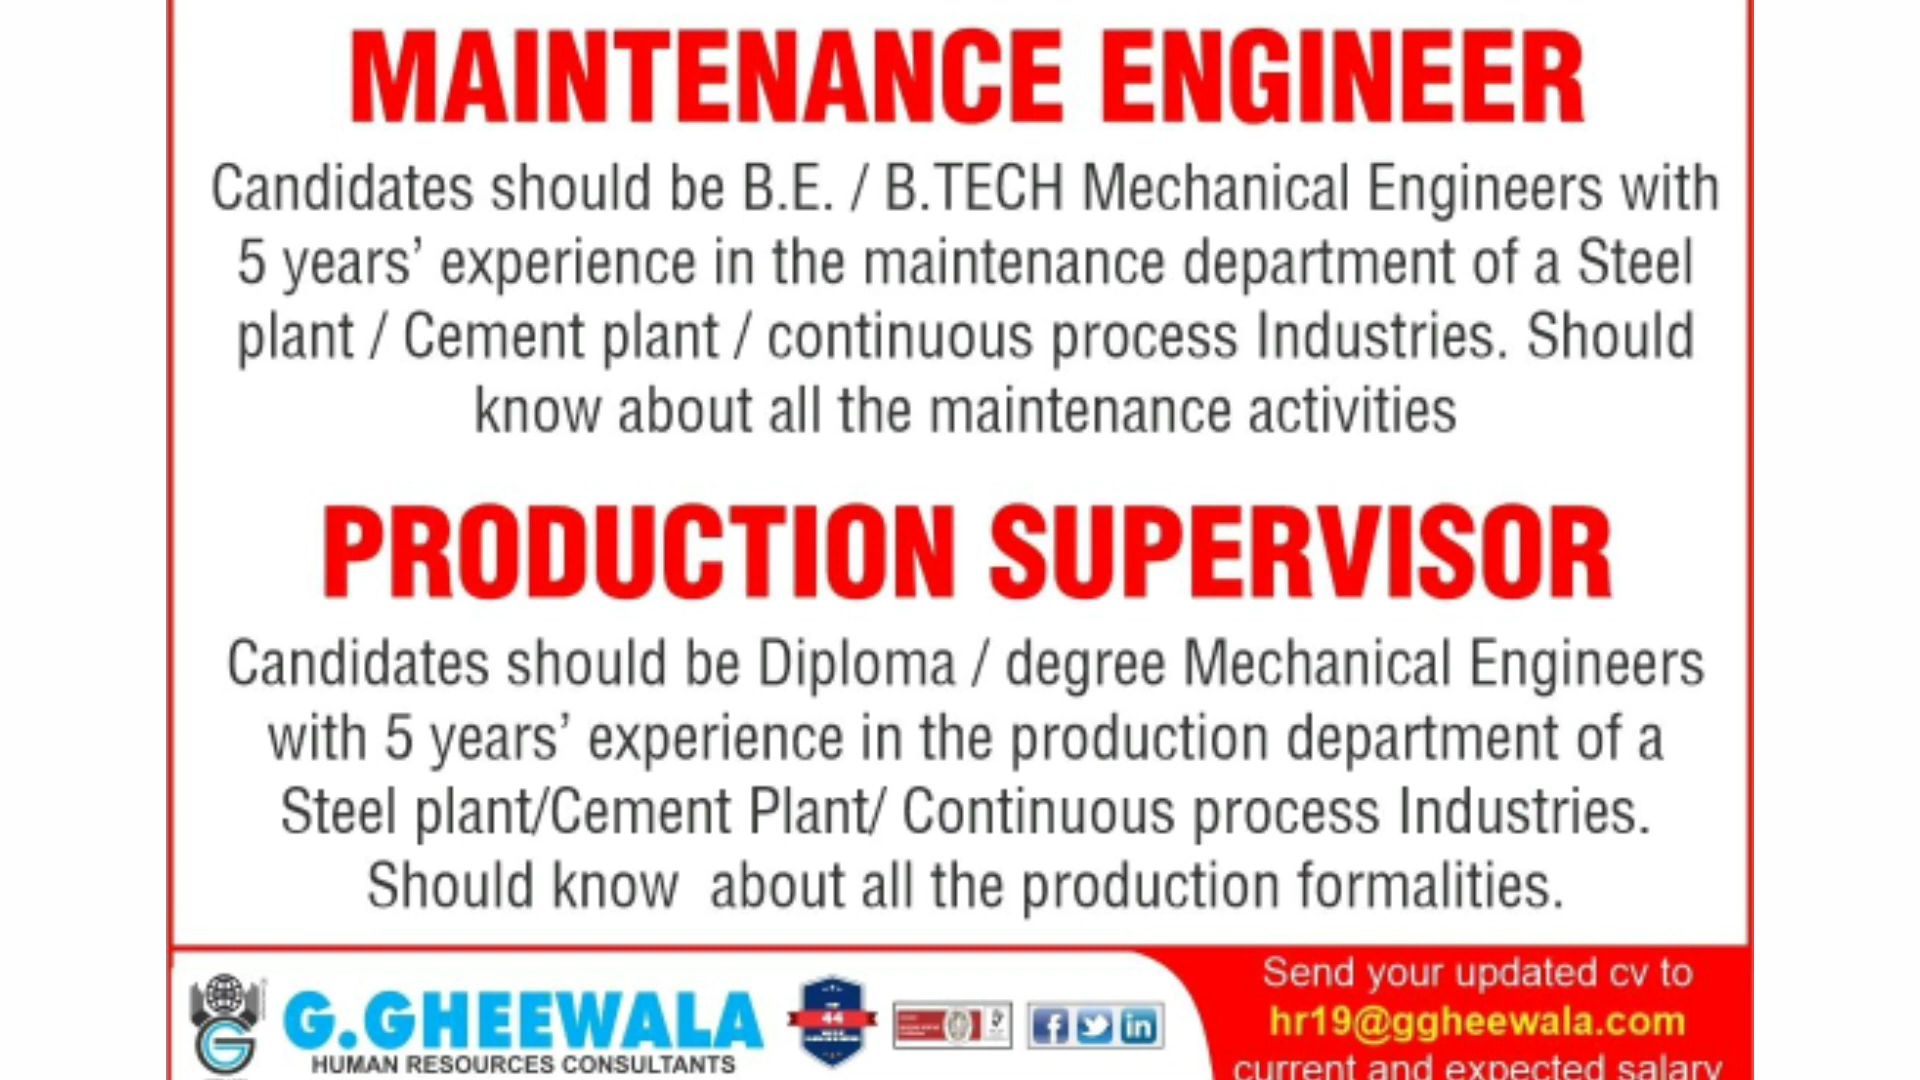 MAINTENANCE ENGINEER
Candidates should be B.E. / B.TECH Mechanical Engineers with
5 years’ experience in the maintenance department of a Steel
plant / Cement plant / continuous process Industries. Should
know about all the maintenance activities
PRODUCTION SUPERVISOR
Candidates should be Diploma / degree Mechanical Engineers
with 5 years’ experience in the production department of a
Steel plant/Cement Plant/ Continuous process Industries.
Should know  about all the production formalities.
G.GHEEWALA
HUMAN RESOURCES CONSULTANTS
44
Send your updated cv to
hr19@ggheewala.com
current and expected salary